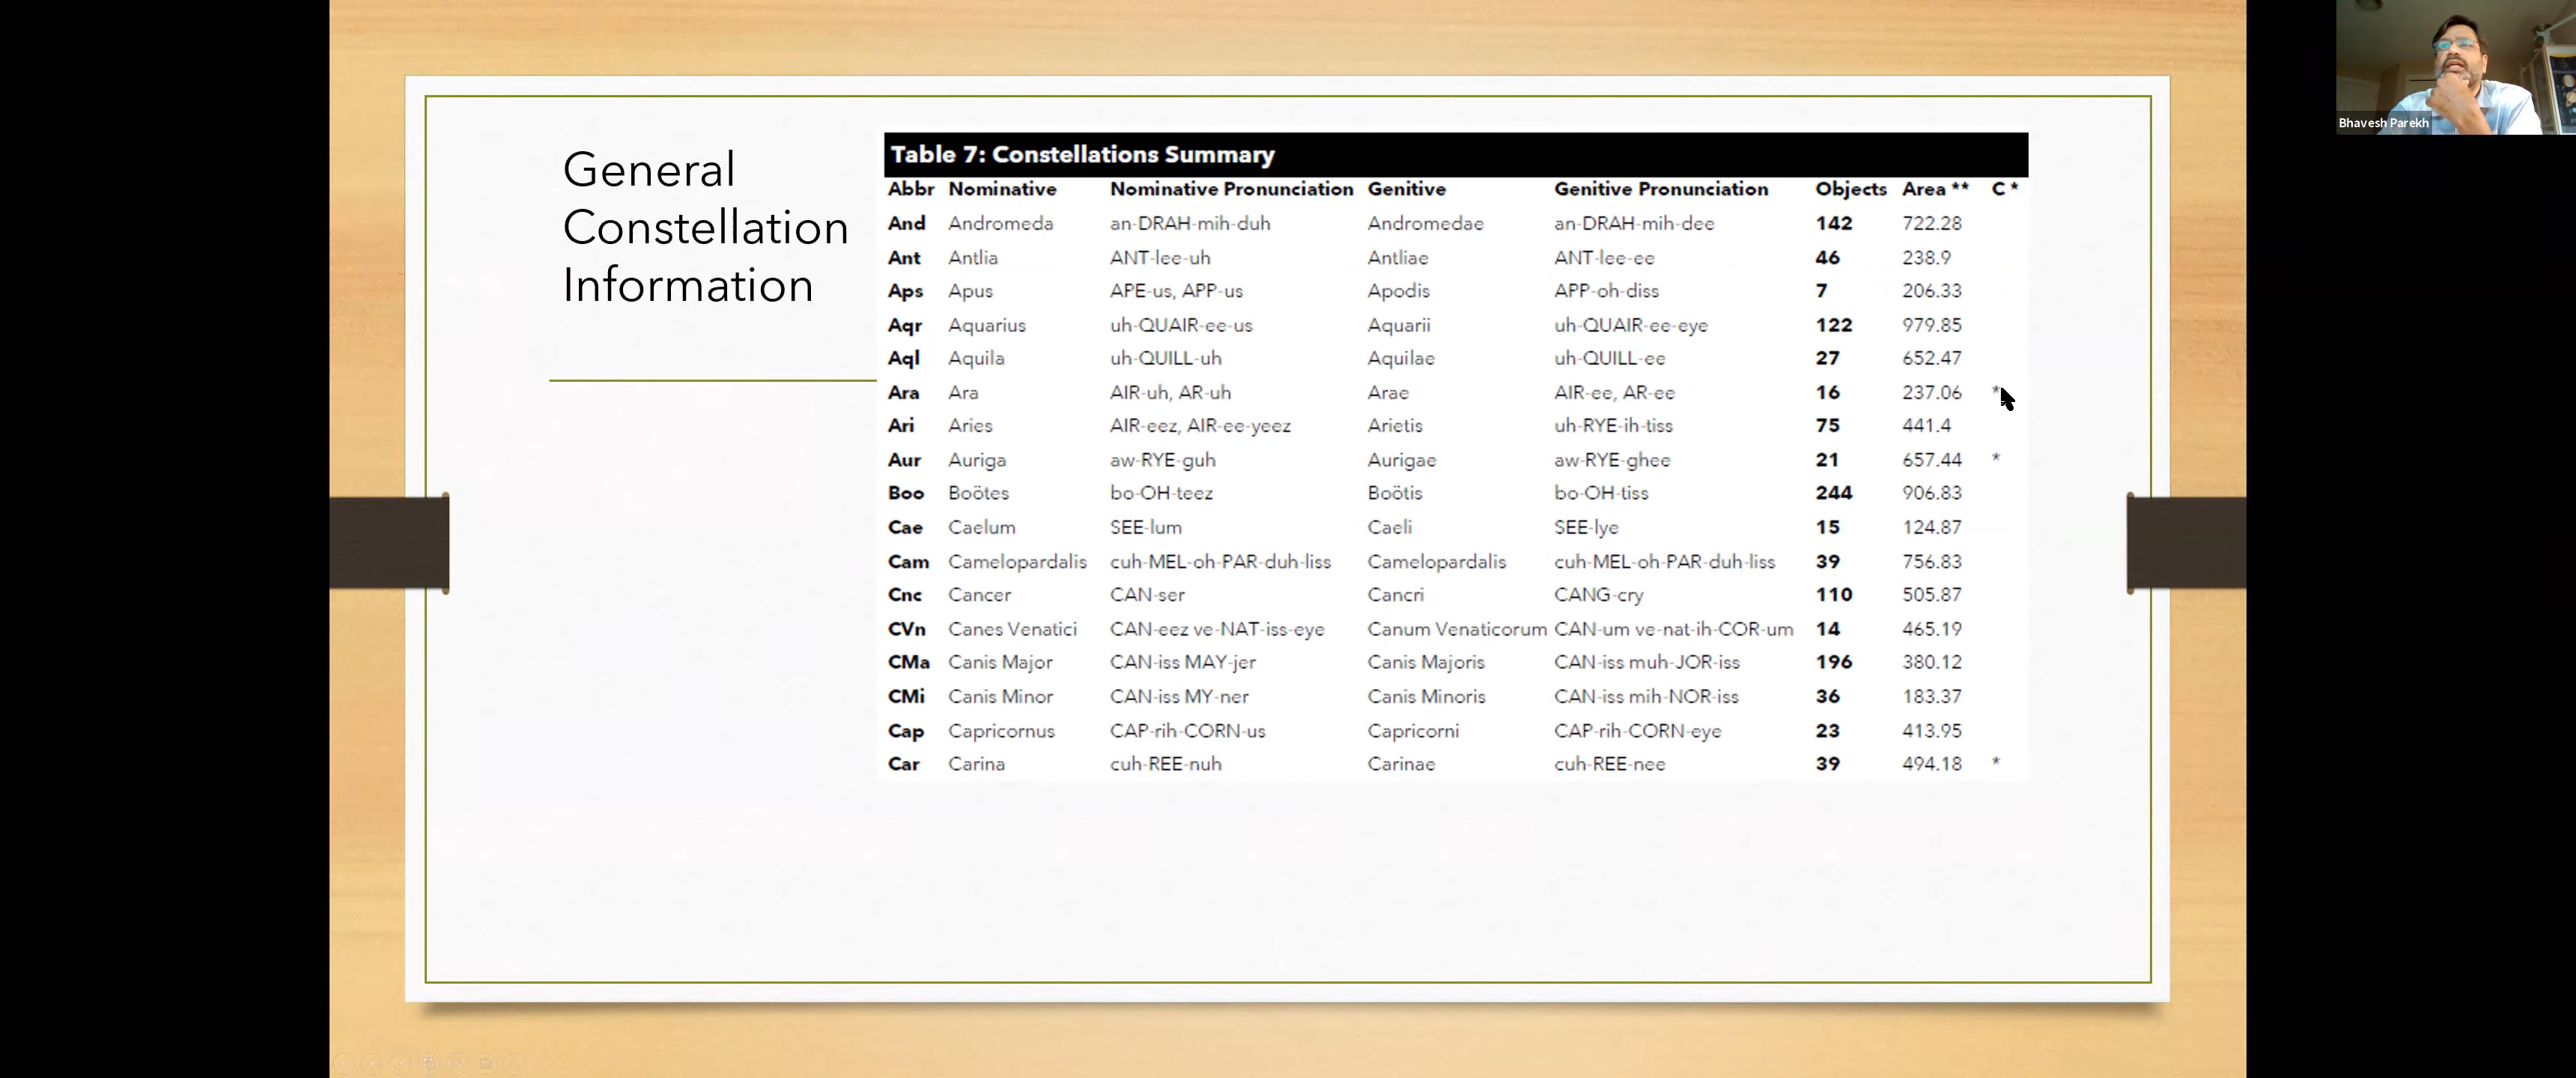 General
Constellation
Information
Table 7: Constellations Summary
Abbr Nominative Nominative Pronunciation Genitive Genitive Pronunciation Objects Area ** C *
And Andromeda an-DRAH-mih-duh Andromedae an-DRAH-mih-dee 142 722.28
Ant Antlia ANT-lee-uh Antliae ANT-lee-ee 46 238.9
Aps Apus APE-us, APP-us Apodis APP-oh-diss 7 206.33
Aqr Aquarius uh-QUAIR-ee-us Aquarii uh-QUAIR-ee-eye 122 979.85
Aql Aquila uh-QUILL-uh Aquilae uh-QUILL-ee 27 652.47
Ara Ara AIR-uh, AR-uh Arae AIR-ee, AR-ee 16 237.06 *
Ari Aries AIR-eez, AIR-ee-yeez Arietis uh-RYE-ih-tiss 75 441.4
Aur Auriga aw-RYE-guh Aurigae aw-RYE-ghee 21 657.44 *
Boo Boötes bo-OH-teez Boötis bo-OH-tiss 244 906.83
Cae Caelum SEE-lum Caeli SEE-lye 15 124.87
Cam Camelopardalis cuh-MEL-oh-PAR-duh-liss Camelopardalis cuh-MEL-oh-PAR-duh-liss 39 756.83
Cnc Cancer CAN-ser Cancri CANG-cry 110 505.87
CVn Canes Venatici CAN-eez ve-NAT-iss-eye Canum Venaticorum CAN-um ve-nat-ih-COR-um 14 465.19
CMa Canis Major CAN-iss MAY-jer Canis Majoris CAN-iss muh-JOR-iss 196 380.12
CMi Canis Minor CAN-iss MY-ner Canis Minoris CAN-iss mih-NOR-iss 36 183.37
Cap Capricornus CAP-rih-CORN-us Capricorni CAP-rih-CORN-eye 23 413.95
Car Carina cuh-REE-nuh Carinae cuh-REE-nee 39 494.18 *
Bhavesh Parekh